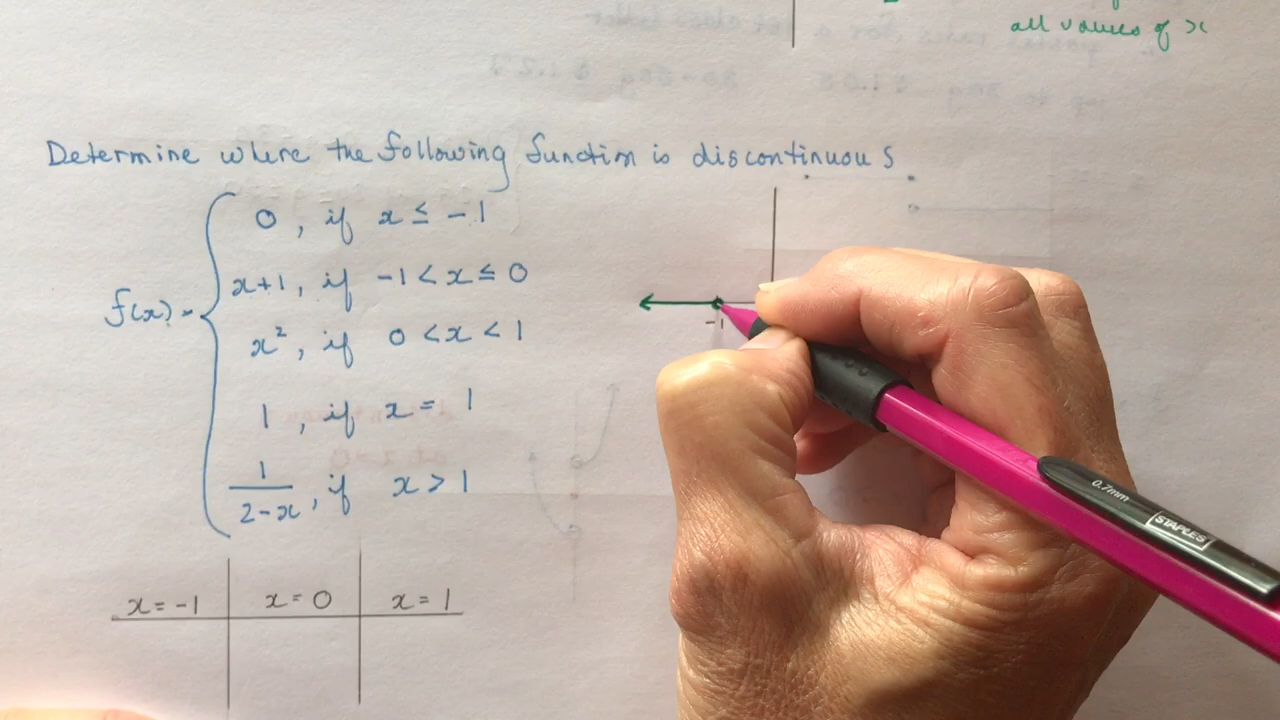 all values of x
Determine where the following function is discontinuous
f(x) = { 0, if x ≤ -1
x+1, if -1 < x ≤ 0
x², if 0 < x < 1
1, if x = 1
1/(2-x), if x > 1
-1
0.7mm
STAPLES
x = -1 x = 0 x = 1